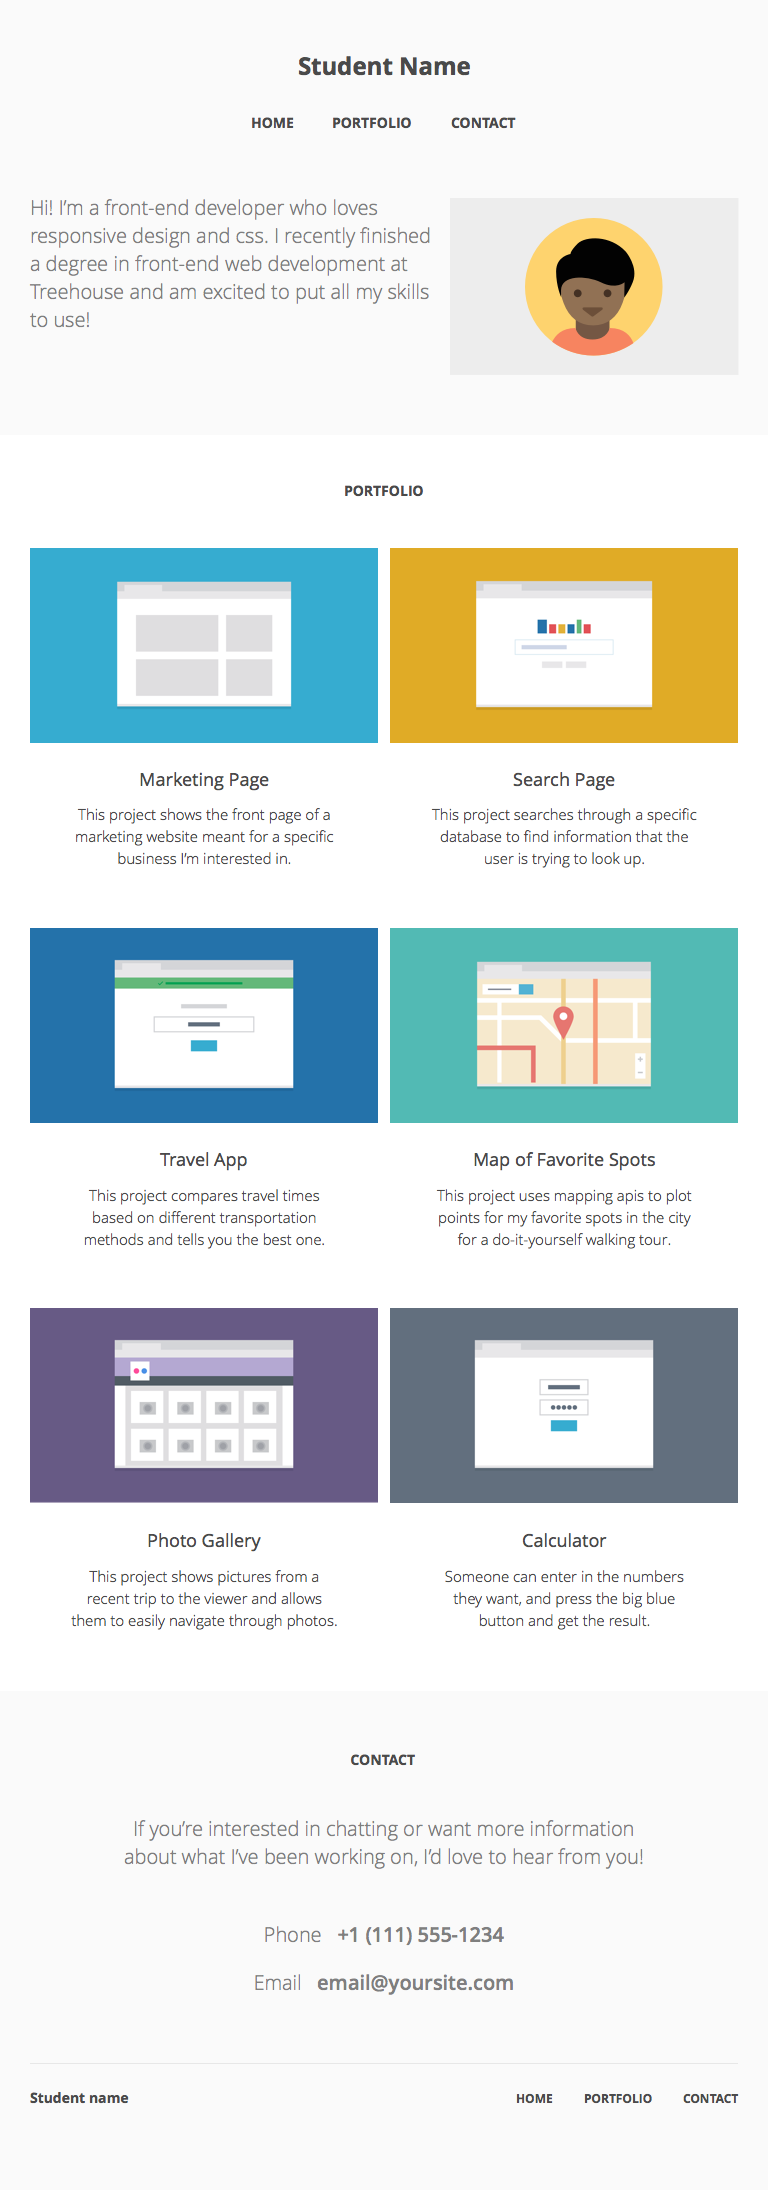 Student Name
HOME PORTFOLIO CONTACT
Hi! I’m a front-end developer who loves
responsive design and css. I recently finished
a degree in front-end web development at
Treehouse and am excited to put all my skills
to use!
PORTFOLIO
Marketing Page
This project shows the front page of a
marketing website meant for a specific
business I’m interested in.
Search Page
This project searches through a specific
database to find information that the
user is trying to look up.
Travel App
This project compares travel times
based on different transportation
methods and tells you the best one.
Map of Favorite Spots
This project uses mapping apis to plot
points for my favorite spots in the city
for a do-it-yourself walking tour.
Photo Gallery
This project shows pictures from a
recent trip to the viewer and allows
them to easily navigate through photos.
Calculator
Someone can enter in the numbers
they want, and press the big blue
button and get the result.
CONTACT
If you’re interested in chatting or want more information
about what I’ve been working on, I’d love to hear from you!
Phone +1 (111) 555-1234
Email email@yoursite.com
Student name HOME PORTFOLIO CONTACT